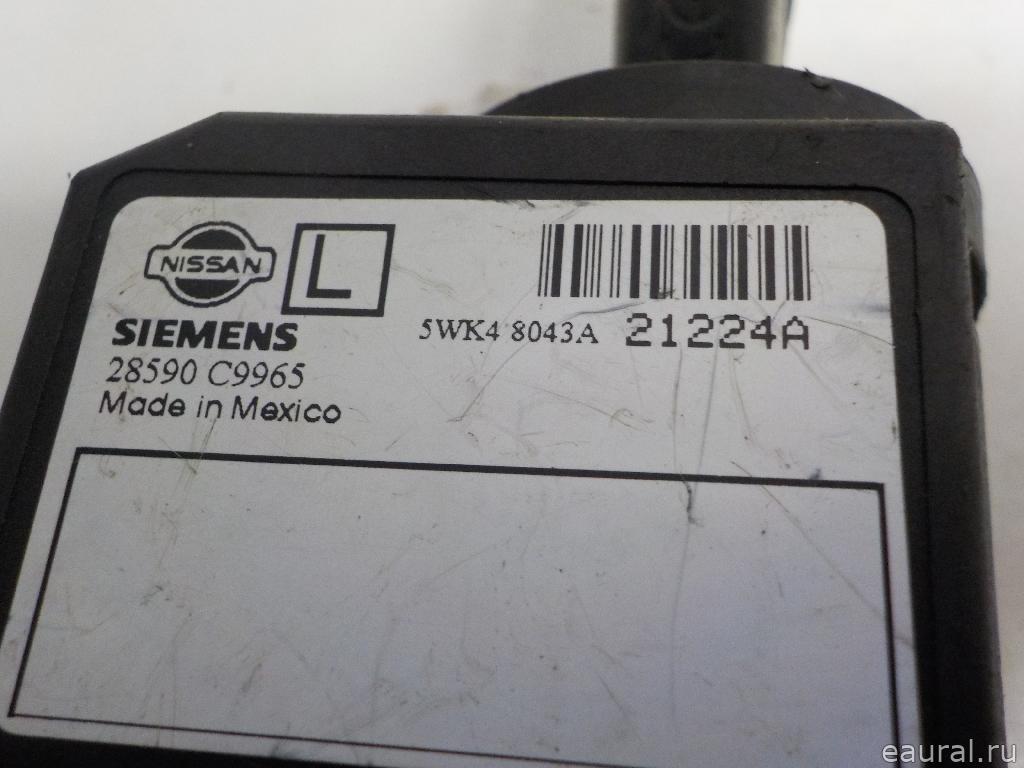 NISSAN L
SIEMENS
5WK4 8043A 21224A
28590 C9965
Made in Mexico
eaural.ru